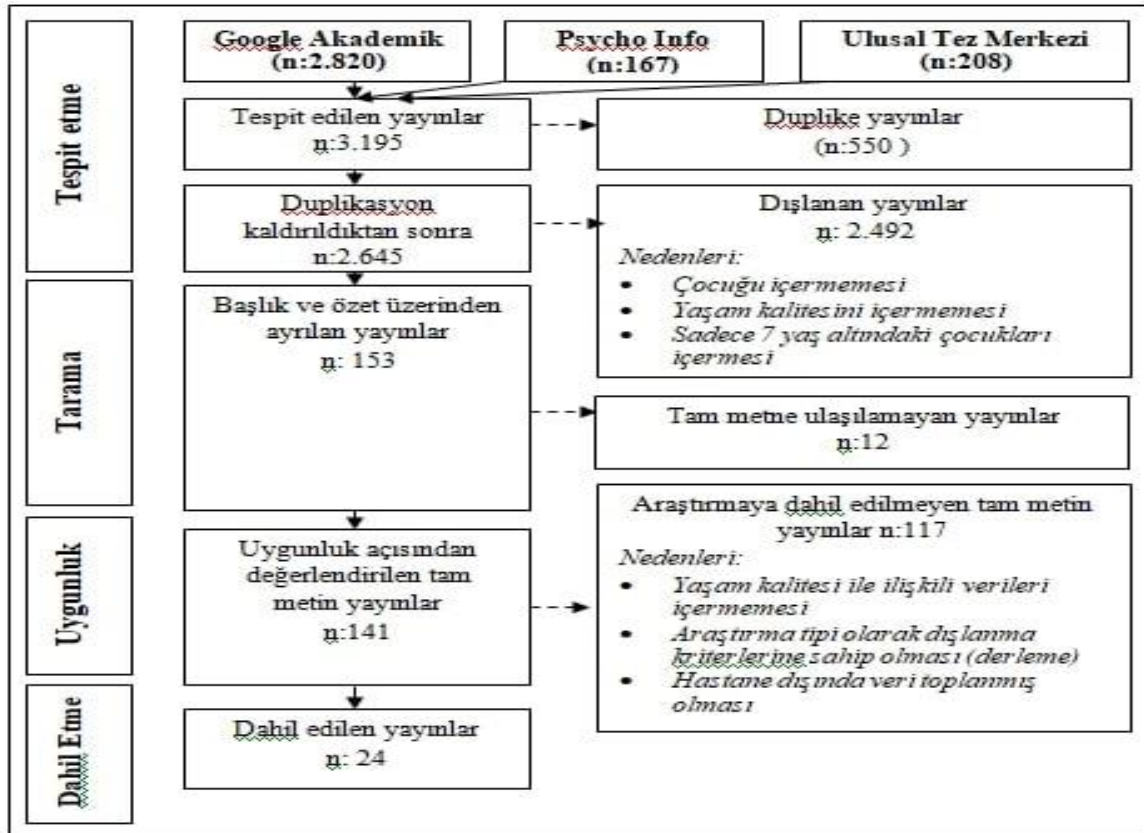 Tespit etme
Google Akademik
(n:2.820)
Psycho Info
(n:167)
Ulusal Tez Merkezi
(n:208)
Tespit edilen yayınlar
n:3.195
Duplike yayınlar
(n:550 )
Duplikasyon
kaldırıldıktan sonra
n:2.645
Dışlanan yayınlar
n: 2.492
Nedenleri:
• Çocuğu içermemesi
• Yaşam kalitesini içermemesi
• Sadece 7 yaş altındaki çocukları
içermesi
Tarama
Başlık ve özet üzerinden
ayrılan yayınlar
n: 153
Tam metne ulaşılamayan yayınlar
n:12
Uygunluk
Uygunluk açısından
değerlendirilen tam
metin yayınlar
n:141
Araştırmaya dahil edilmeyen tam metin
yayınlar n:117
Nedenleri:
• Yaşam kalitesi ile ilişkili verileri
içermemesi
• Araştırma tipi olarak dışlanma
kriterlerine sahip olması (derleme)
• Hastane dışında veri toplanmış
olması
Dahil Etme
Dahil edilen yayınlar
n: 24